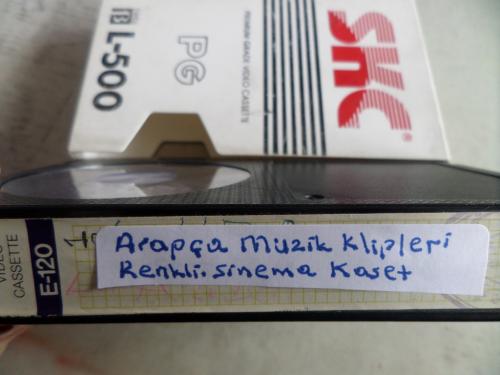 SKC
PREMIUM GRADE VIDEO CASSETTE
PG
L-500
VIDEO
CASSETTE
E-120
Arapça Muzik Klipleri
Renkli.sinema Kaset